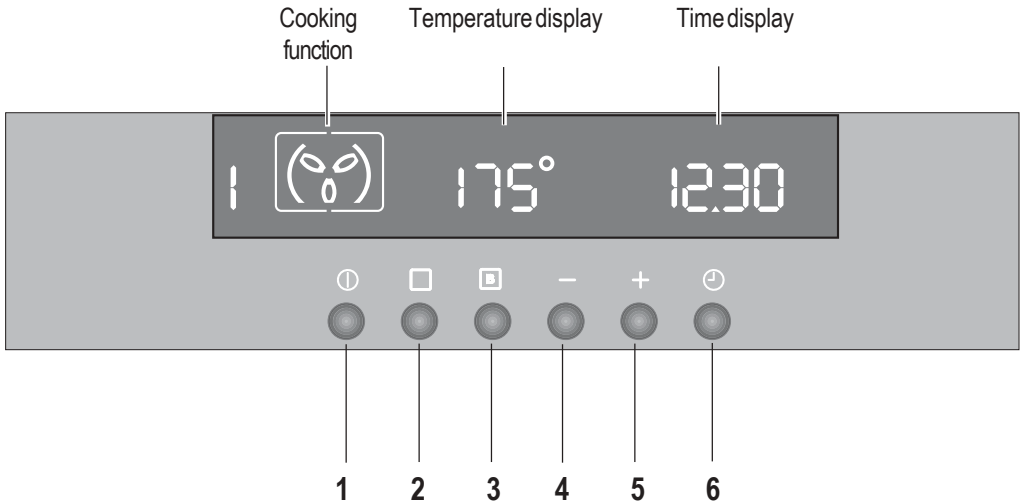 Cooking
function
Temperature display
Time display
1 175° 12.30
B − +
1 2 3 4 5 6